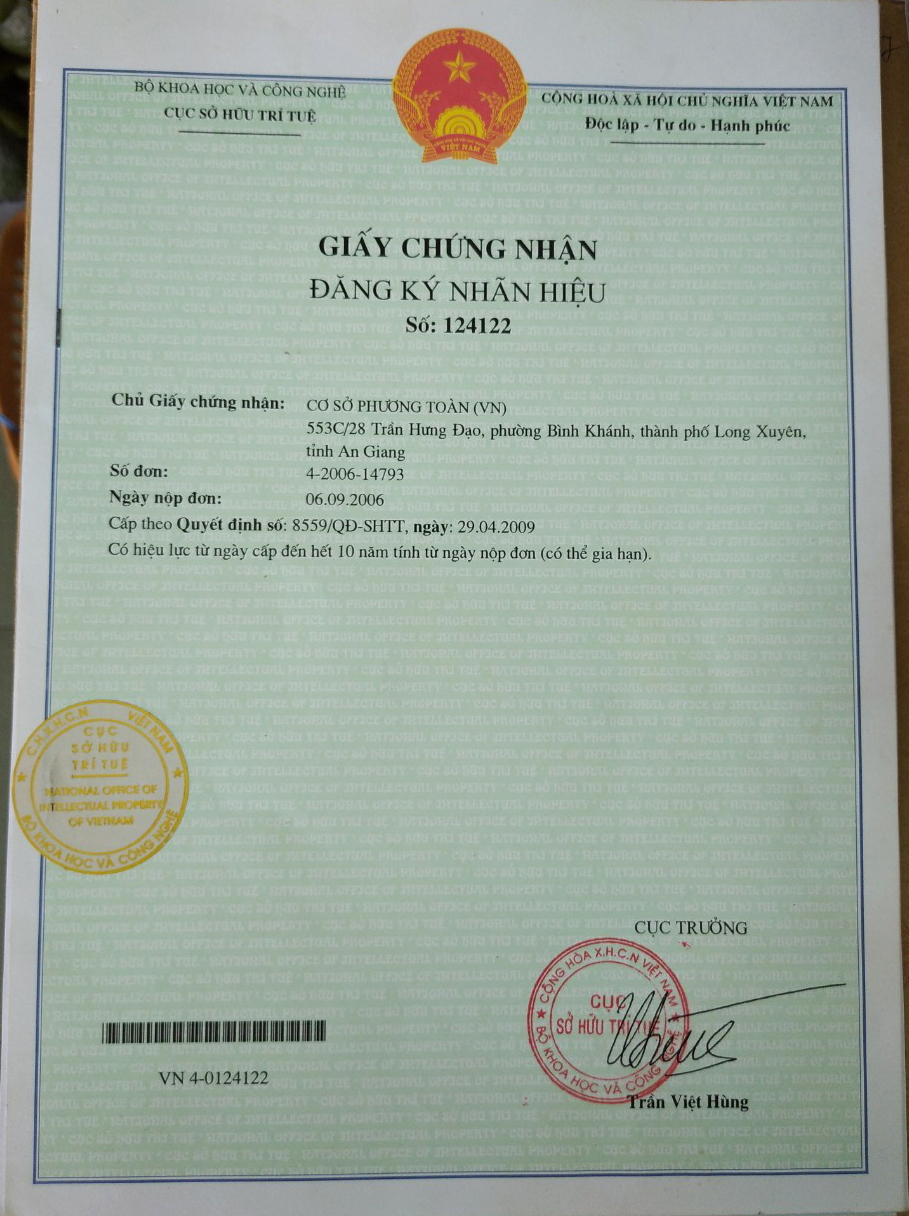 BỘ KHOA HỌC VÀ CÔNG NGHỆ
CỤC SỞ HỮU TRÍ TUỆ
CỘNG HOÀ XÃ HỘI CHỦ NGHĨA VIỆT NAM
Độc lập - Tự do - Hạnh phúc
VIỆT NAM
GIẤY CHỨNG NHẬN
ĐĂNG KÝ NHÃN HIỆU
Số: 124122
Chủ Giấy chứng nhận: CƠ SỞ PHƯƠNG TOÀN (VN)
553C/28 Trần Hưng Đạo, phường Bình Khánh, thành phố Long Xuyên,
tỉnh An Giang
Số đơn: 4-2006-14793
Ngày nộp đơn: 06.09.2006
Cấp theo Quyết định số: 8559/QĐ-SHTT, ngày: 29.04.2009
Có hiệu lực từ ngày cấp đến hết 10 năm tính từ ngày nộp đơn (có thể gia hạn).
C.H.X.H.C.N VIỆT NAM
CỤC
SỞ HỮU
TRÍ TUỆ
NATIONAL OFFICE OF
INTELLECTUAL PROPERTY
OF VIETNAM
BỘ KHOA HỌC VÀ CÔNG NGHỆ
CỤC TRƯỞNG
CỘNG HÒA X.H.C.N VIỆT NAM
CỤC
SỞ HỮU TRÍ TUỆ
BỘ KHOA HỌC VÀ CÔNG NGHỆ
VN 4-0124122
Trần Việt Hùng